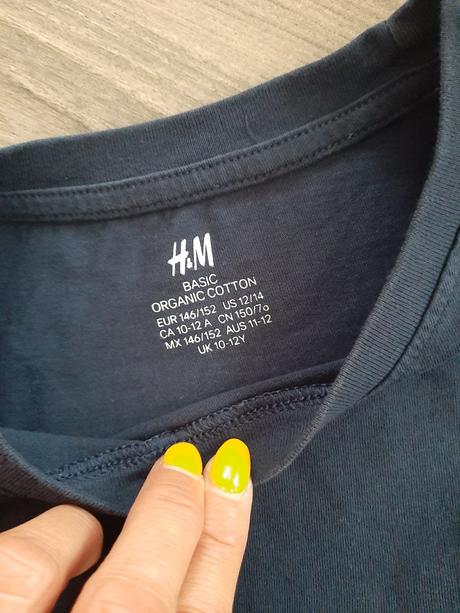 H&M
BASIC
ORGANIC COTTON
EUR 146/152 US 12/14
CA 10-12 A CN 150/70
MX 146/152 AUS 11-12
UK 10-12Y